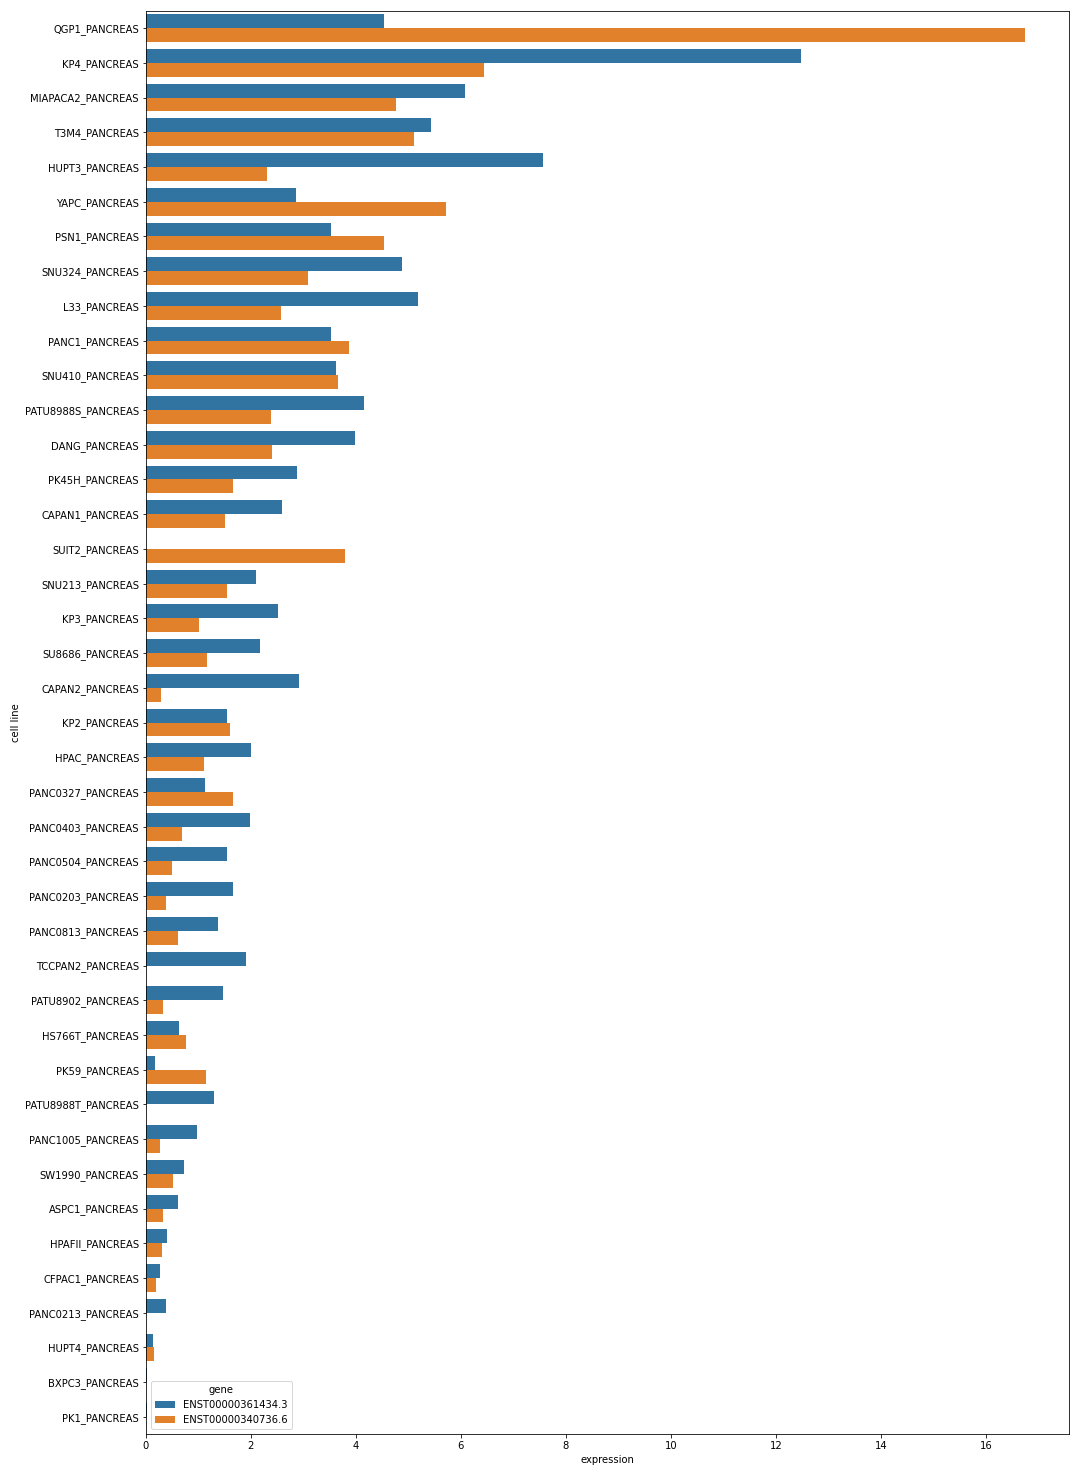 QGP1_PANCREAS
KP4_PANCREAS
MIAPACA2_PANCREAS
T3M4_PANCREAS
HUPT3_PANCREAS
YAPC_PANCREAS
PSN1_PANCREAS
SNU324_PANCREAS
L33_PANCREAS
PANC1_PANCREAS
SNU410_PANCREAS
PATU8988S_PANCREAS
DANG_PANCREAS
PK45H_PANCREAS
CAPAN1_PANCREAS
SUIT2_PANCREAS
SNU213_PANCREAS
KP3_PANCREAS
SU8686_PANCREAS
CAPAN2_PANCREAS
cell line
KP2_PANCREAS
HPAC_PANCREAS
PANC0327_PANCREAS
PANC0403_PANCREAS
PANC0504_PANCREAS
PANC0203_PANCREAS
PANC0813_PANCREAS
TCCPAN2_PANCREAS
PATU8902_PANCREAS
HS766T_PANCREAS
PK59_PANCREAS
PATU8988T_PANCREAS
PANC1005_PANCREAS
SW1990_PANCREAS
ASPC1_PANCREAS
HPAFII_PANCREAS
CFPAC1_PANCREAS
PANC0213_PANCREAS
HUPT4_PANCREAS
BXPC3_PANCREAS
PK1_PANCREAS
gene
ENST00000361434.3
ENST00000340736.6
0 2 4 6 8 10 12 14 16
expression